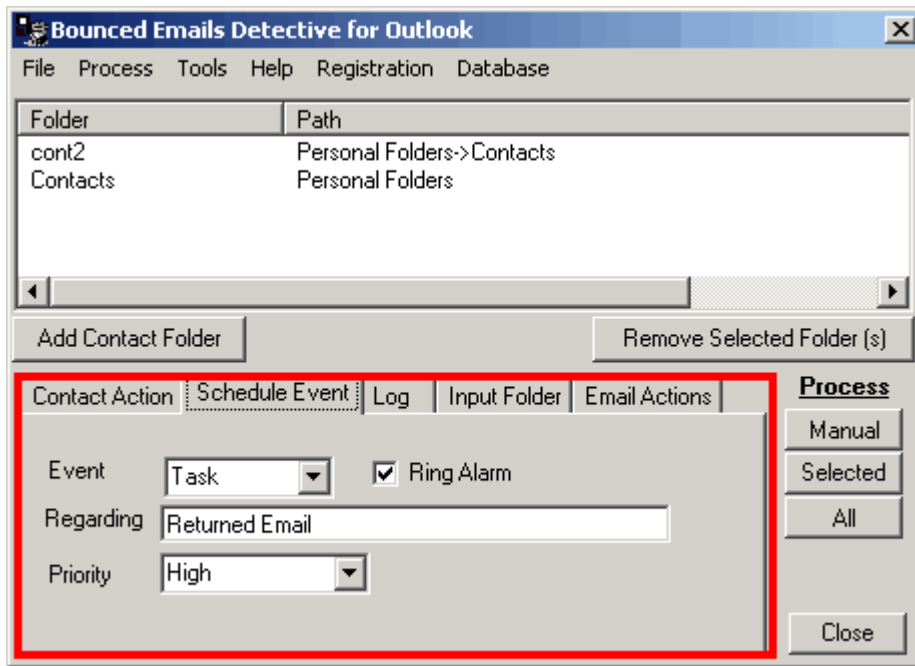 Bounced Emails Detective for Outlook
File Process Tools Help Registration Database
Folder Path
cont2 Personal Folders->Contacts
Contacts Personal Folders
Add Contact Folder Remove Selected Folder (s)
Contact Action Schedule Event Log Input Folder Email Actions
Process
Manual
Event Task Ring Alarm
Selected
Regarding Returned Email
All
Priority High
Close